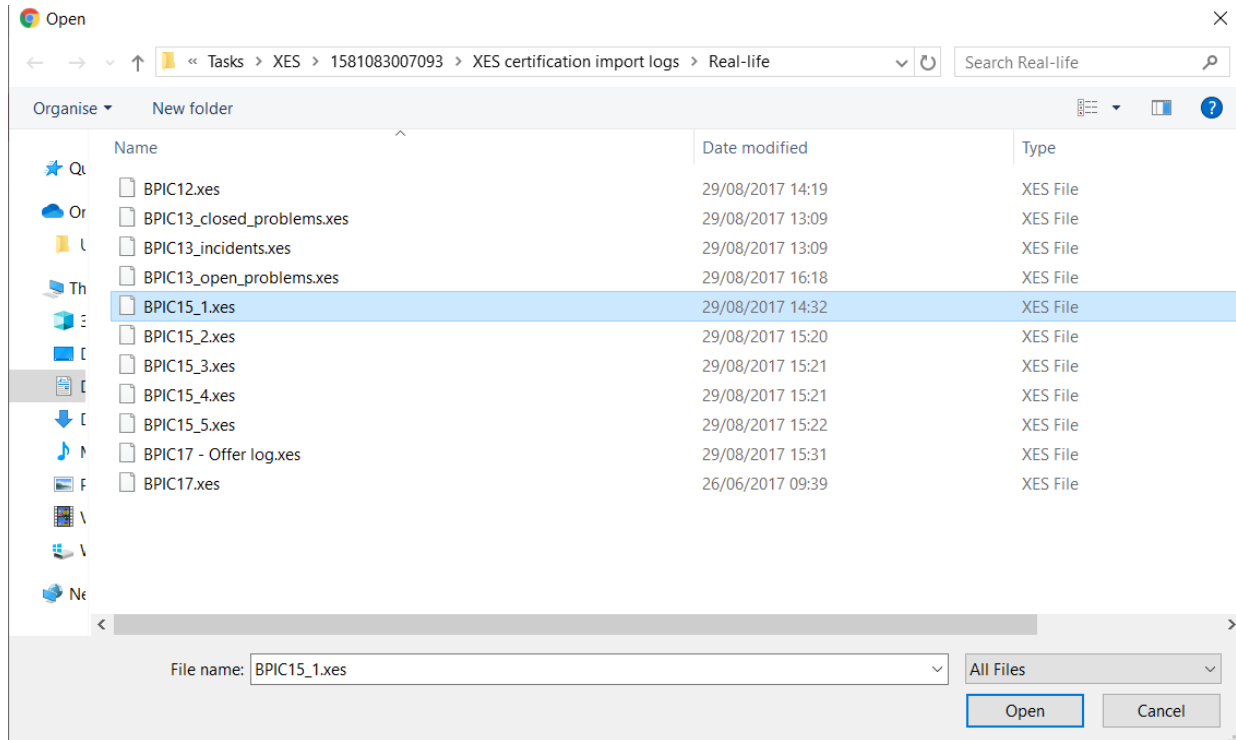 Open
« Tasks > XES > 1581083007093 > XES certification import logs > Real-life
Search Real-life
Organise
New folder
Name Date modified Type
BPIC12.xes 29/08/2017 14:19 XES File
BPIC13_closed_problems.xes 29/08/2017 13:09 XES File
BPIC13_incidents.xes 29/08/2017 13:09 XES File
BPIC13_open_problems.xes 29/08/2017 16:18 XES File
BPIC15_1.xes 29/08/2017 14:32 XES File
BPIC15_2.xes 29/08/2017 15:20 XES File
BPIC15_3.xes 29/08/2017 15:21 XES File
BPIC15_4.xes 29/08/2017 15:21 XES File
BPIC15_5.xes 29/08/2017 15:22 XES File
BPIC17 - Offer log.xes 29/08/2017 15:31 XES File
BPIC17.xes 26/06/2017 09:39 XES File
Th
Ne
File name: BPIC15_1.xes
All Files
Open
Cancel